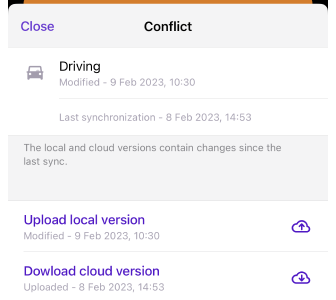 Close
Conflict
Driving
Modified - 9 Feb 2023, 10:30
Last synchronization - 8 Feb 2023, 14:53
The local and cloud versions contain changes since the
last sync.
Upload local version
Modified - 9 Feb 2023, 10:30
Dowload cloud version
Uploaded - 8 Feb 2023, 14:53